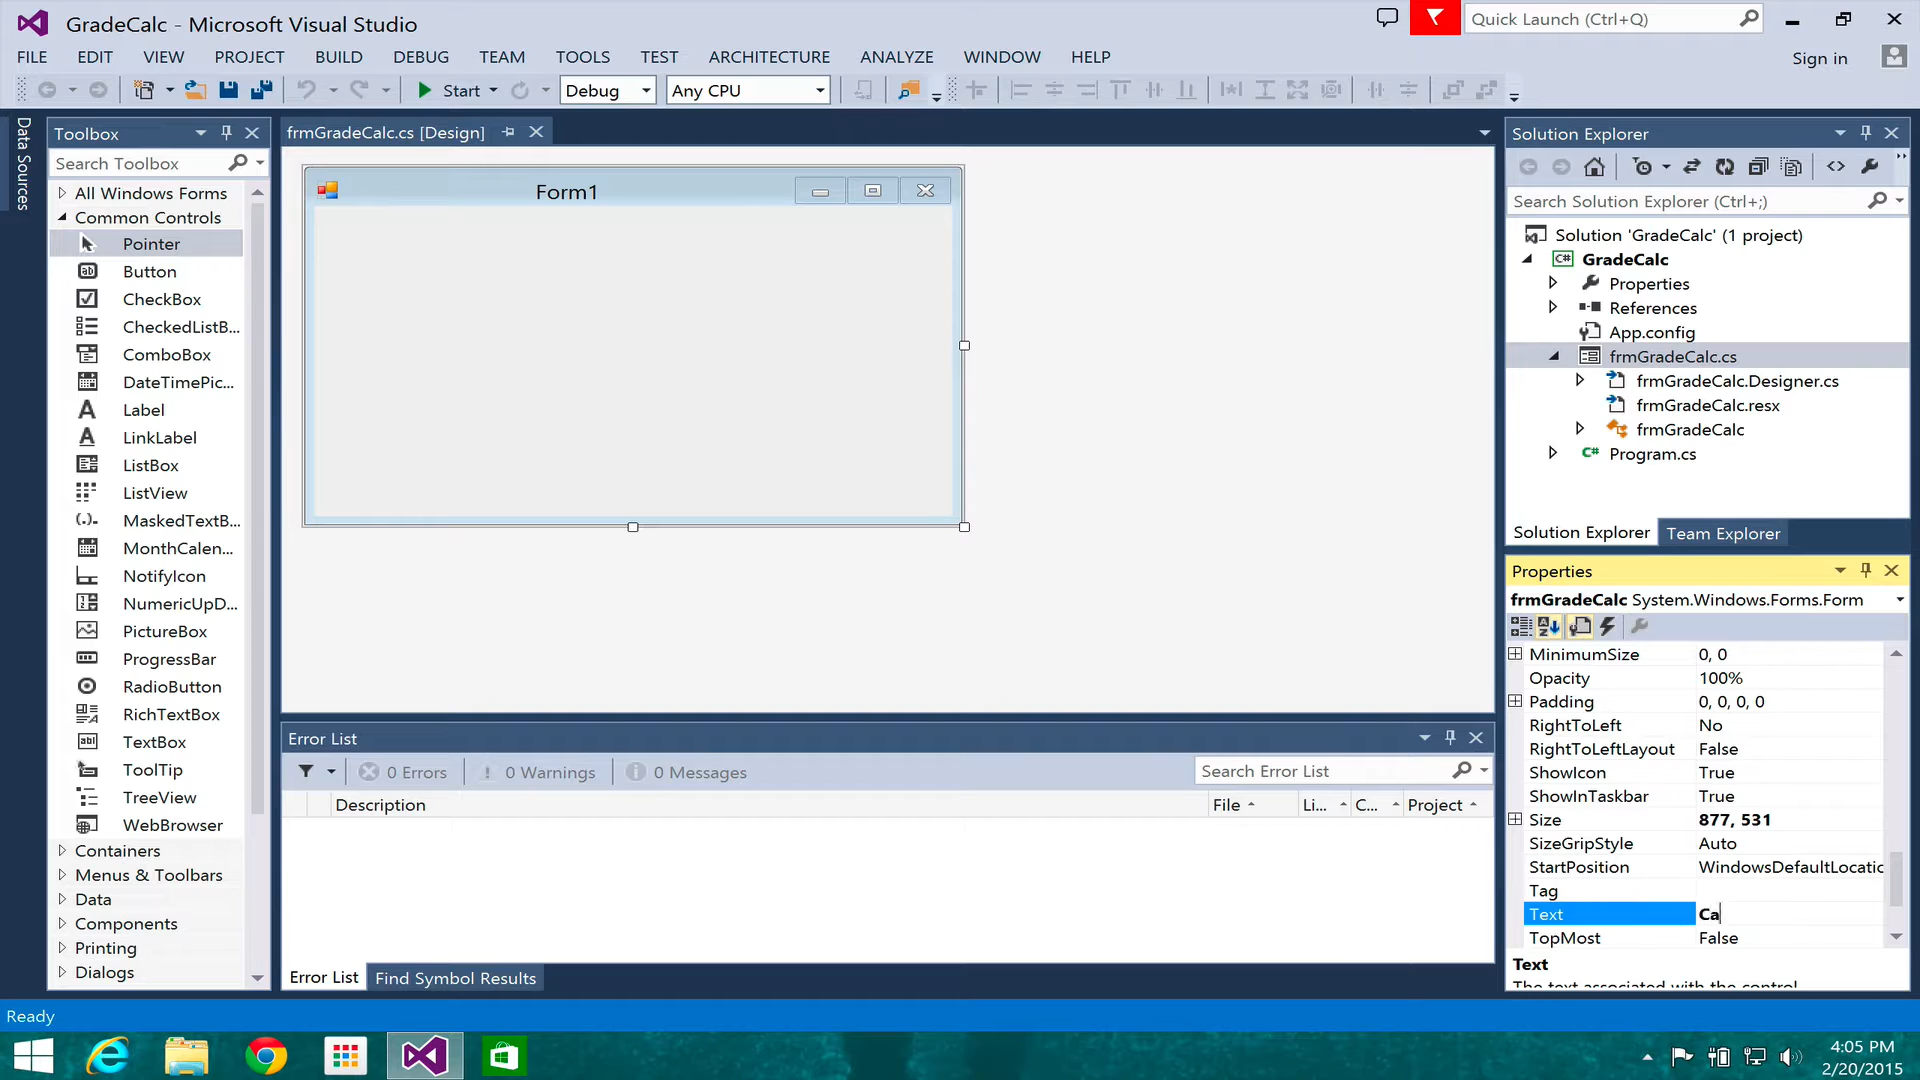 GradeCalc - Microsoft Visual Studio
Quick Launch (Ctrl+Q)
FILE EDIT VIEW PROJECT BUILD DEBUG TEAM TOOLS TEST ARCHITECTURE ANALYZE WINDOW HELP
Sign in
Start Debug Any CPU
Data Sources
Toolbox
Search Toolbox
All Windows Forms
Common Controls
Pointer
Button
CheckBox
CheckedListB...
ComboBox
DateTimePic...
Label
LinkLabel
ListBox
ListView
MaskedTextB...
MonthCalen...
NotifyIcon
NumericUpD...
PictureBox
ProgressBar
RadioButton
RichTextBox
TextBox
ToolTip
TreeView
WebBrowser
Containers
Menus & Toolbars
Data
Components
Printing
Dialogs
frmGradeCalc.cs [Design]
Form1
Error List
0 Errors 0 Warnings 0 Messages
Search Error List
Description File Li... C... Project
Error List Find Symbol Results
Solution Explorer
Search Solution Explorer (Ctrl+;)
Solution 'GradeCalc' (1 project)
C# GradeCalc
Properties
References
App.config
frmGradeCalc.cs
frmGradeCalc.Designer.cs
frmGradeCalc.resx
frmGradeCalc
C# Program.cs
Solution Explorer Team Explorer
Properties
frmGradeCalc System.Windows.Forms.Form
MinimumSize 0, 0
Opacity 100%
Padding 0, 0, 0, 0
RightToLeft No
RightToLeftLayout False
ShowIcon True
ShowInTaskbar True
Size 877, 531
SizeGripStyle Auto
StartPosition WindowsDefaultLocatio
Tag
Text Ca
TopMost False
Text
The text associated with the control.
Ready
4:05 PM
2/20/2015